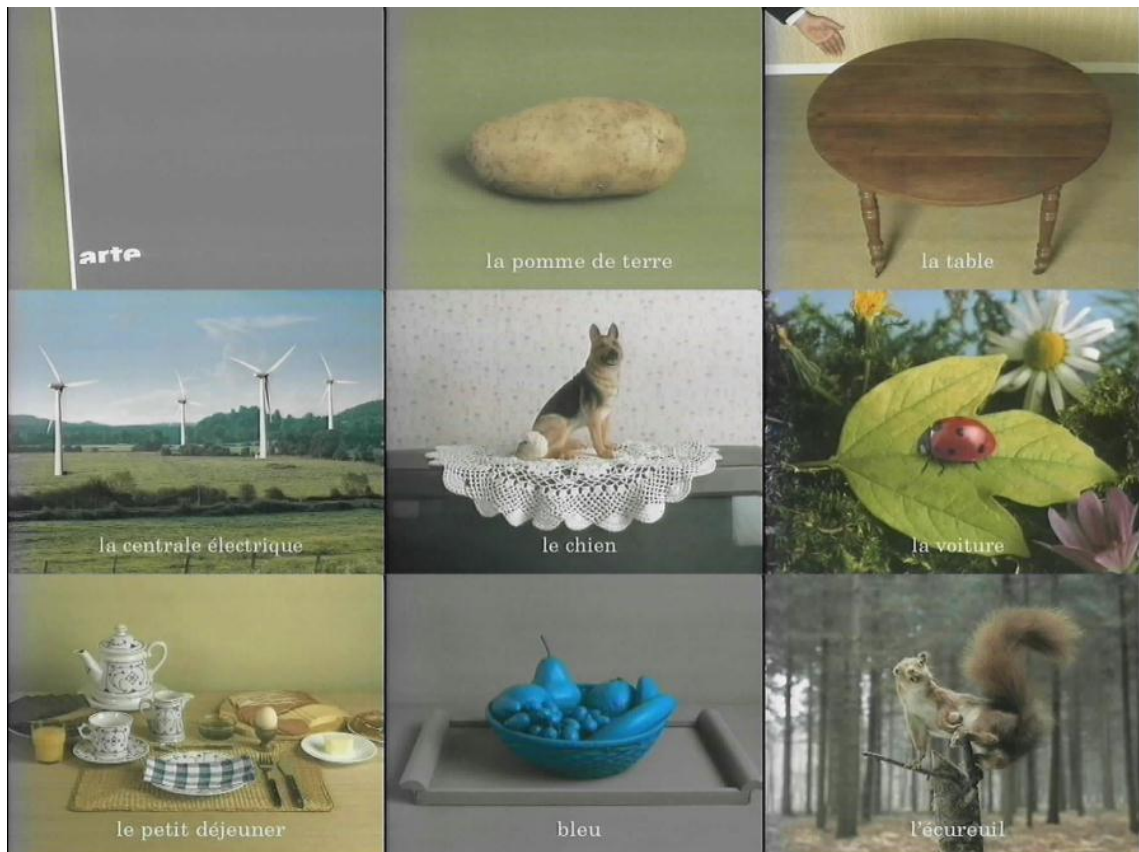 arte
la pomme de terre
la table
la centrale électrique
le chien
la voiture
le petit déjeuner
bleu
l'écureuil